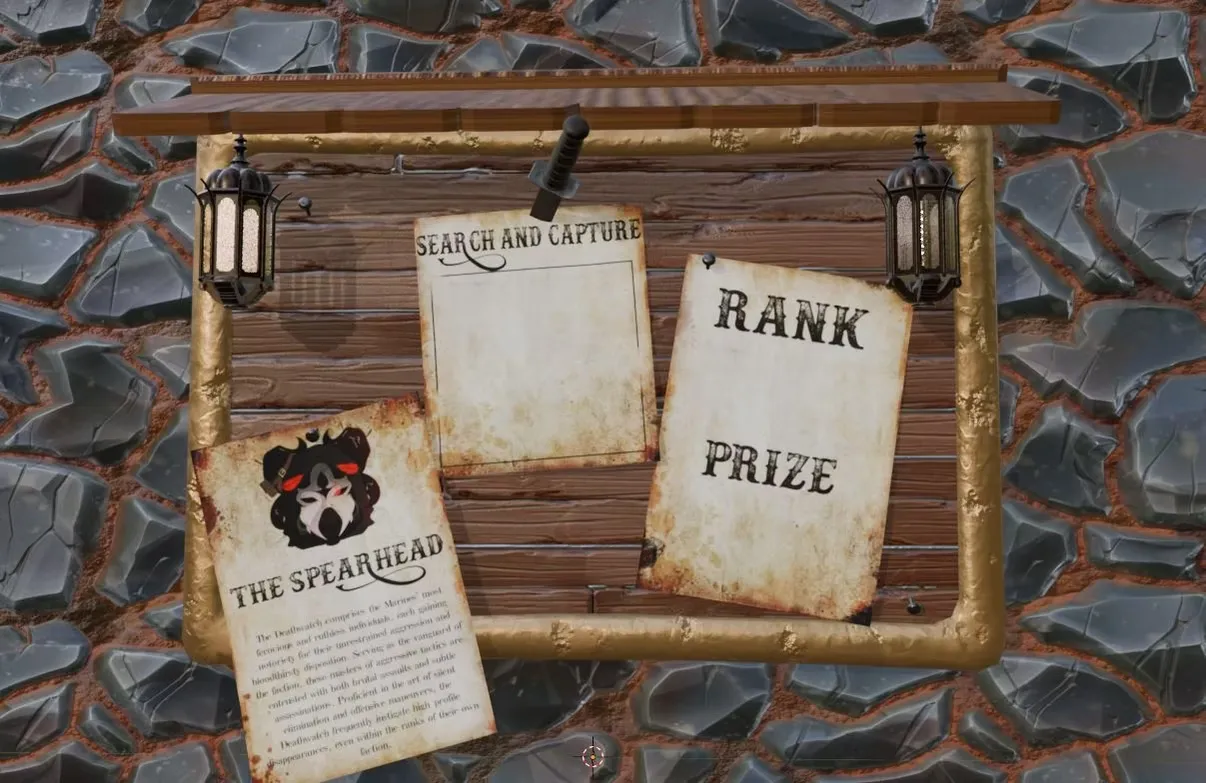 SEARCH AND CAPTURE
RANK
PRIZE
THE SPEARHEAD
The Deathwatch comprises the Marines' most
ferocious and ruthless individuals, each gaining
notoriety for their unrestrained aggression and
bloodthirsty disposition. Serving as the vanguard of
the faction, these masters of aggressive tactics are
entrusted with both brutal assaults and subtle
assassinations. Proficient in the art of silent
elimination and offensive maneuvers, the
Deathwatch frequently instigate high profile
disappearances, even within the ranks of their own
faction.